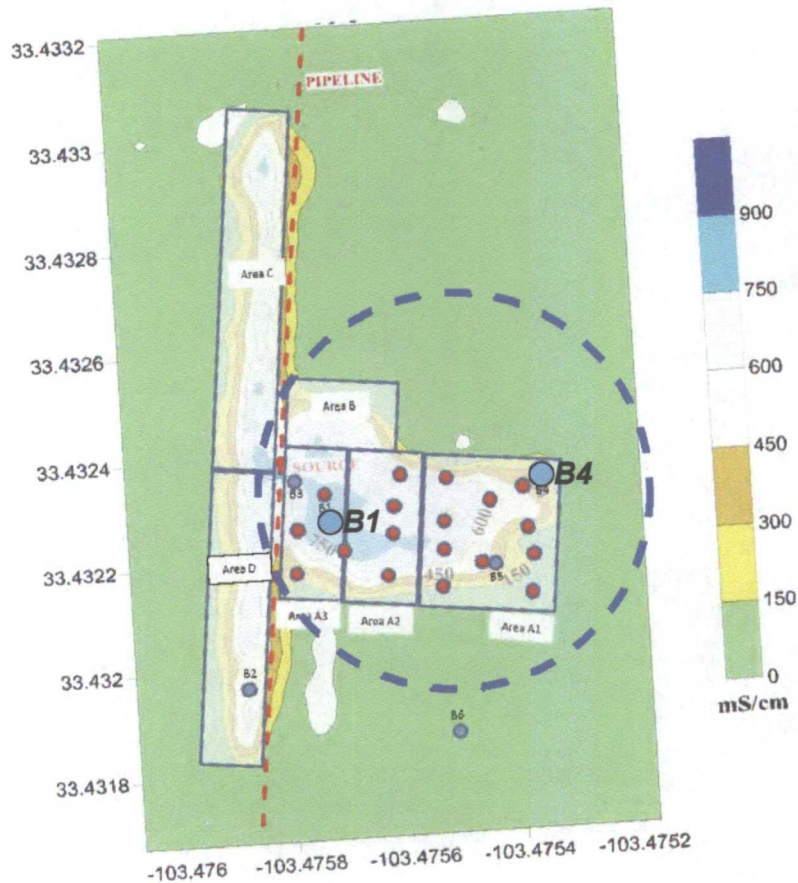 33.4332
PIPELINE
33.433
900
33.4328
Area C
750
33.4326
600
Area B
450
33.4324
SOURCE
B4
B3
B1
B1
600
300
750
33.4322
450
B5
150
150
Area D
Area A3
Area A2
Area A1
33.432
B2
0
mS/cm
B6
33.4318
-103.476
-103.4758
-103.4756
-103.4754
-103.4752